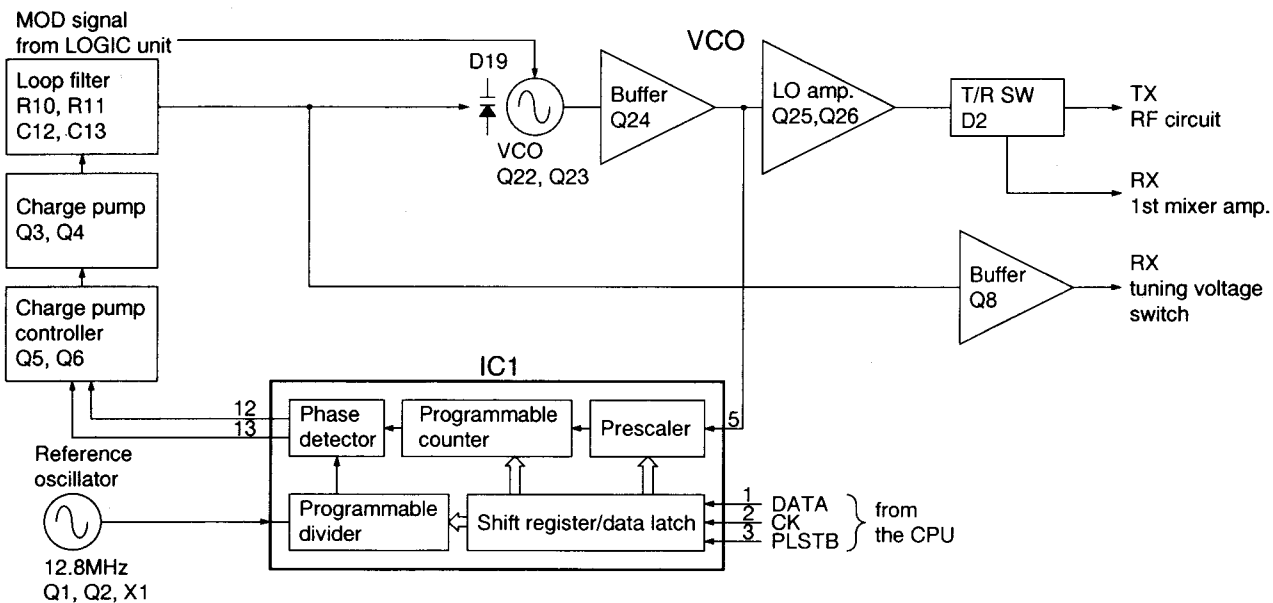 MOD signal
from LOGIC unit
Loop filter
R10, R11
C12, C13
Charge pump
Q3, Q4
Charge pump
controller
Q5, Q6
D19
VCO
Q22, Q23
Buffer
Q24
VCO
LO amp.
Q25,Q26
T/R SW
D2
TX
RF circuit
RX
1st mixer amp.
Buffer
Q8
RX
tuning voltage
switch
IC1
12
13
Phase
detector
Programmable
counter
Prescaler
5
Programmable
divider
Shift register/data latch
1 DATA
2 CK
3 PLSTB
from
the CPU
Reference
oscillator
12.8MHz
Q1, Q2, X1